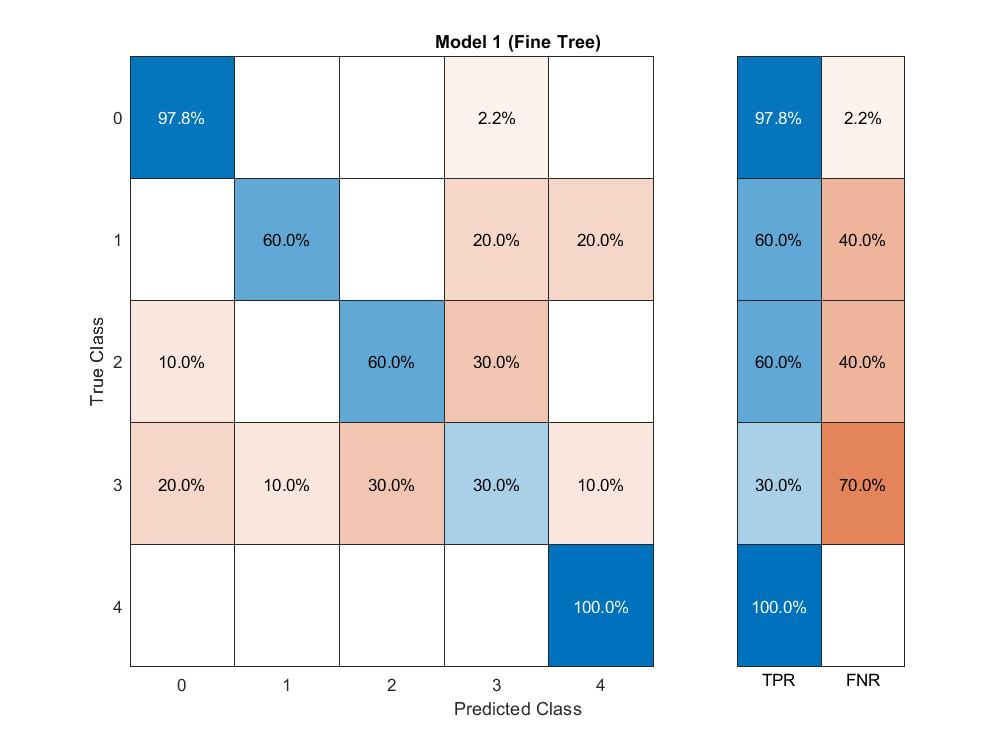 Model 1 (Fine Tree)
0 97.8% 2.2% 97.8% 2.2%
1 60.0% 20.0% 20.0% 60.0% 40.0%
True Class
2 10.0% 60.0% 30.0% 60.0% 40.0%
3 20.0% 10.0% 30.0% 30.0% 10.0% 30.0% 70.0%
4 100.0% 100.0%
0 1 2 3 4 TPR FNR
Predicted Class